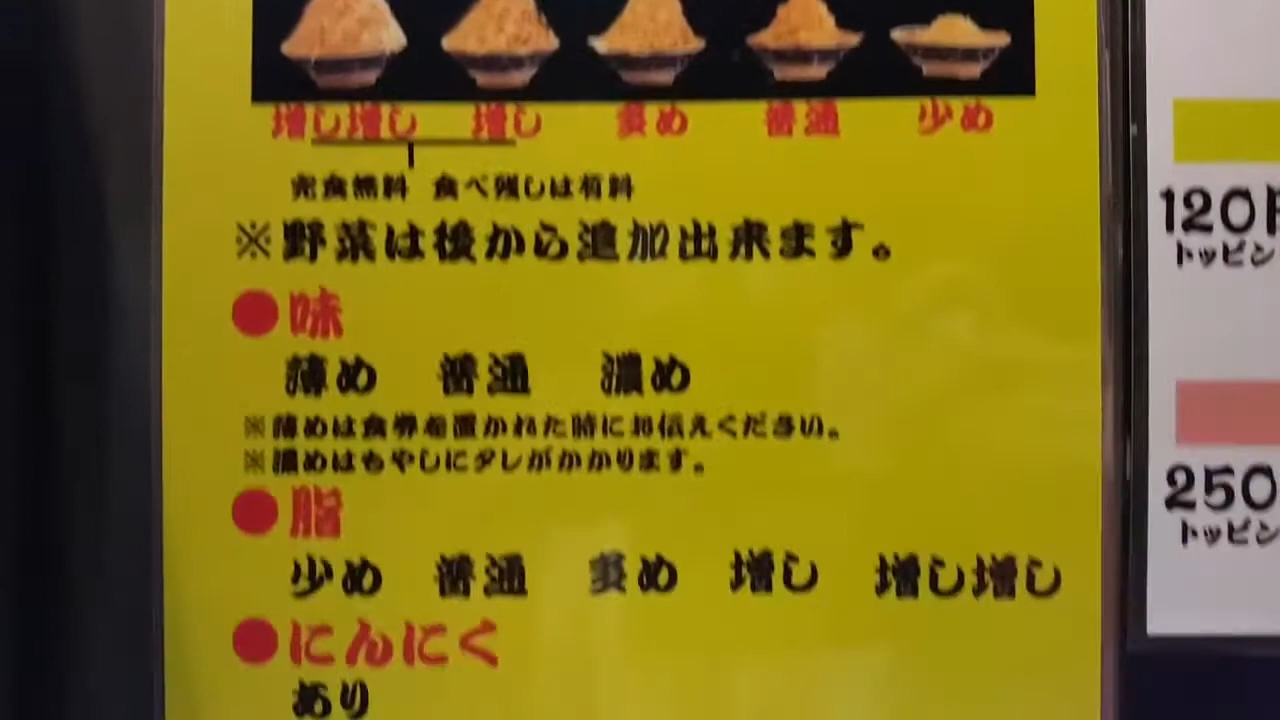 増し増し 増し 多め 普通 少め
完食無料 食べ残しは有料
※野菜は後から追加出来ます。
●味
薄め 普通 濃め
※薄めは食券を置かれた時にお伝えください。
※濃めはもやしにタレがかかります。
●脂
少め 普通 多め 増し 増し増し
●にんにく
あり
120
トッピン
250
トッピン